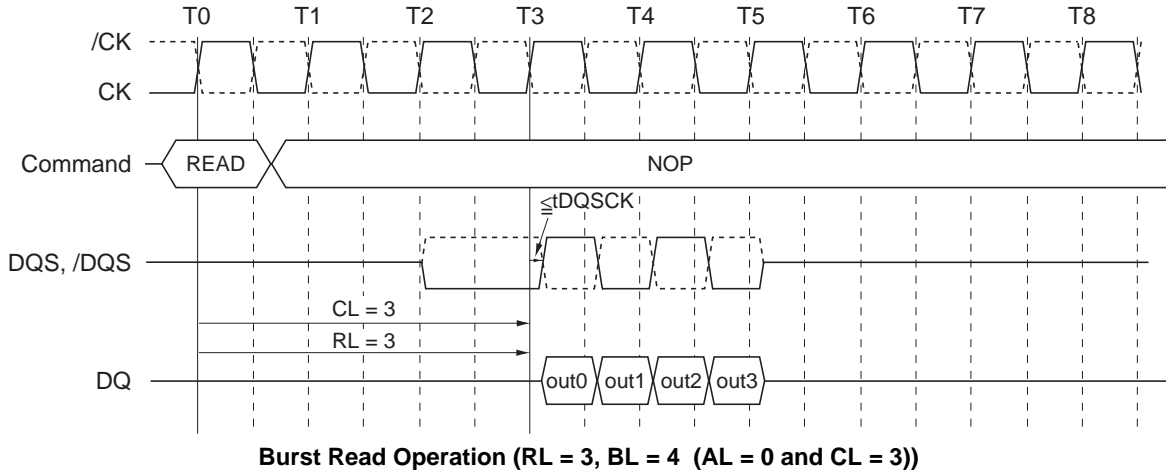 T0 T1 T2 T3 T4 T5 T6 T7 T8
/CK
CK
Command READ NOP
≦tDQSCK
DQS, /DQS
CL = 3
RL = 3
DQ out0 out1 out2 out3
Burst Read Operation (RL = 3, BL = 4 (AL = 0 and CL = 3))